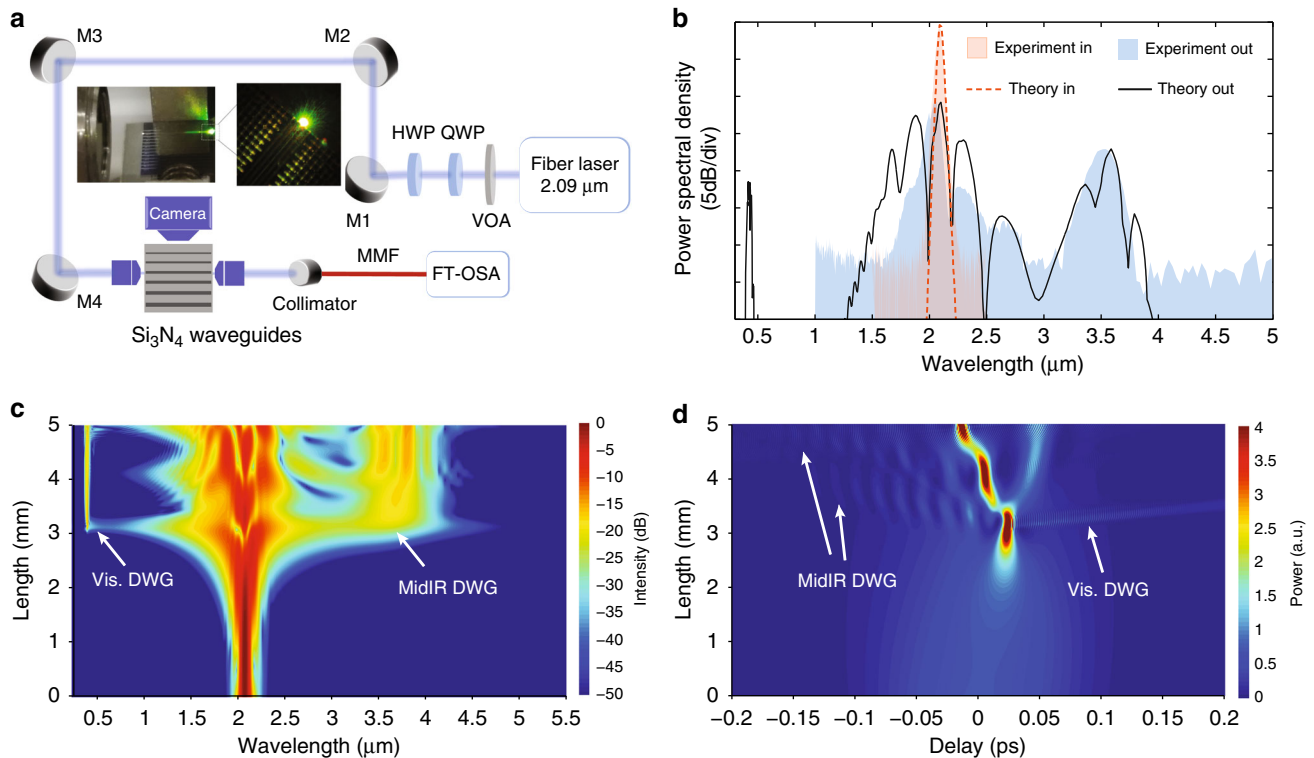 a
M3
M2
HWP QWP
Fiber laser
2.09 μm
M1
VOA
Camera
MMF
FT-OSA
M4
Collimator
Si₃N₄ waveguides
b
Experiment in
Experiment out
Theory in
Theory out
Power spectral density
(5dB/div)
0.5 1 1.5 2 2.5 3 3.5 4 4.5 5
Wavelength (μm)
c
5
4
3
2
1
0
Length (mm)
Vis. DWG
MidIR DWG
0.5 1 1.5 2 2.5 3 3.5 4 4.5 5 5.5
Wavelength (μm)
0
−5
−10
−15
−20
−25
−30
−35
−40
−45
−50
Intensity (dB)
d
5
4
3
2
1
0
Length (mm)
MidIR DWG
Vis. DWG
−0.2 −0.15 −0.1 −0.05 0 0.05 0.1 0.15 0.2
Delay (ps)
4
3.5
3
2.5
2
1.5
1
0.5
0
Power (a.u.)